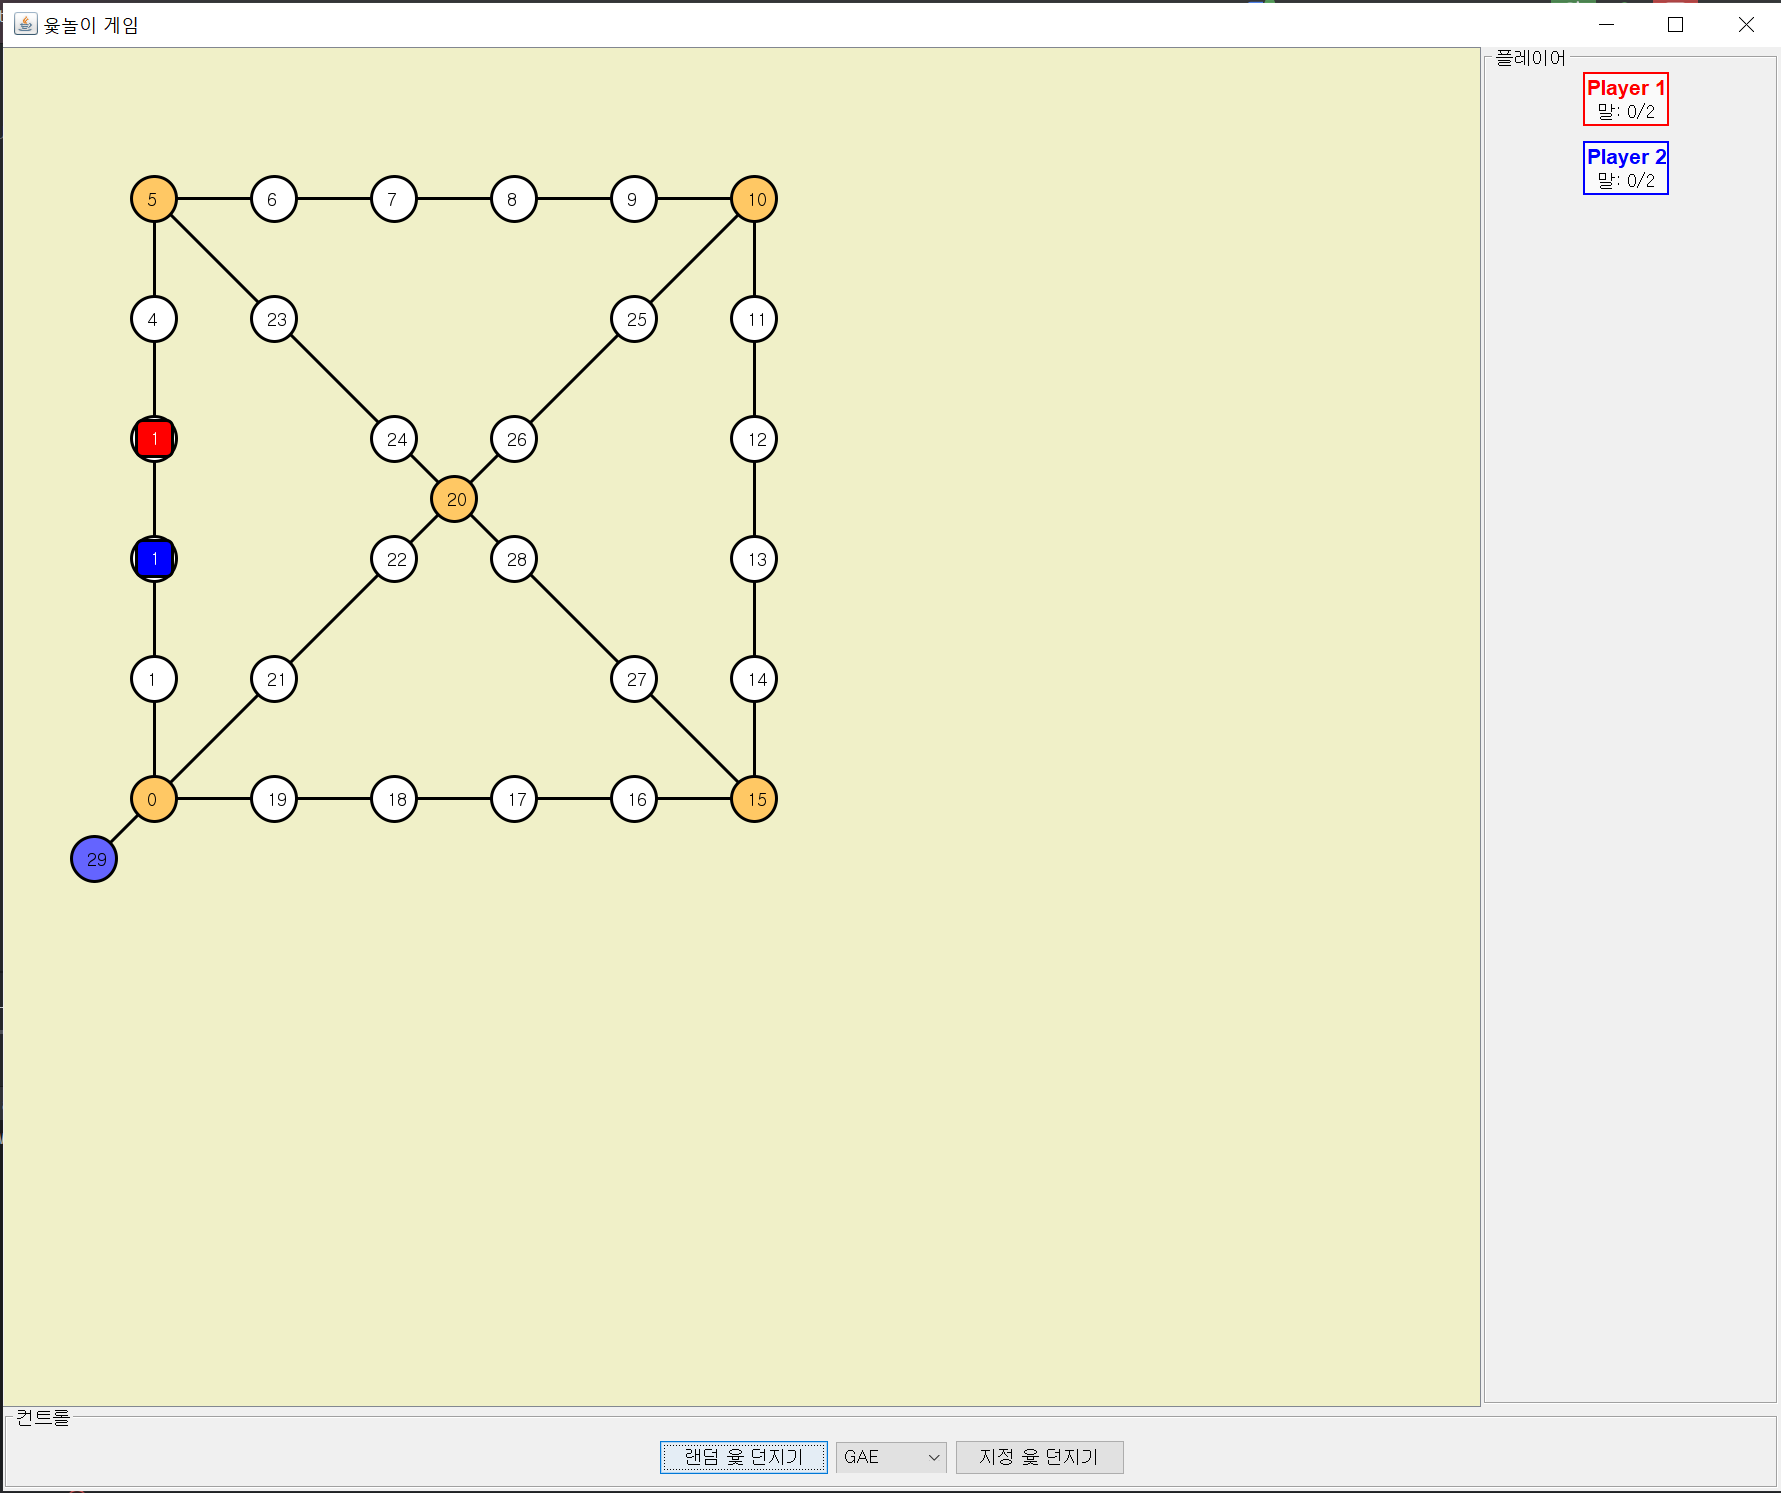 윷놀이 게임
플레이어
Player 1
말: 0/2
Player 2
말: 0/2
5 6 7 8 9 10
4 23 25 11
1 24 26 12
20
1 22 28 13
1 21 27 14
0 19 18 17 16 15
29
컨트롤
랜덤 윷 던지기 GAE 지정 윷 던지기